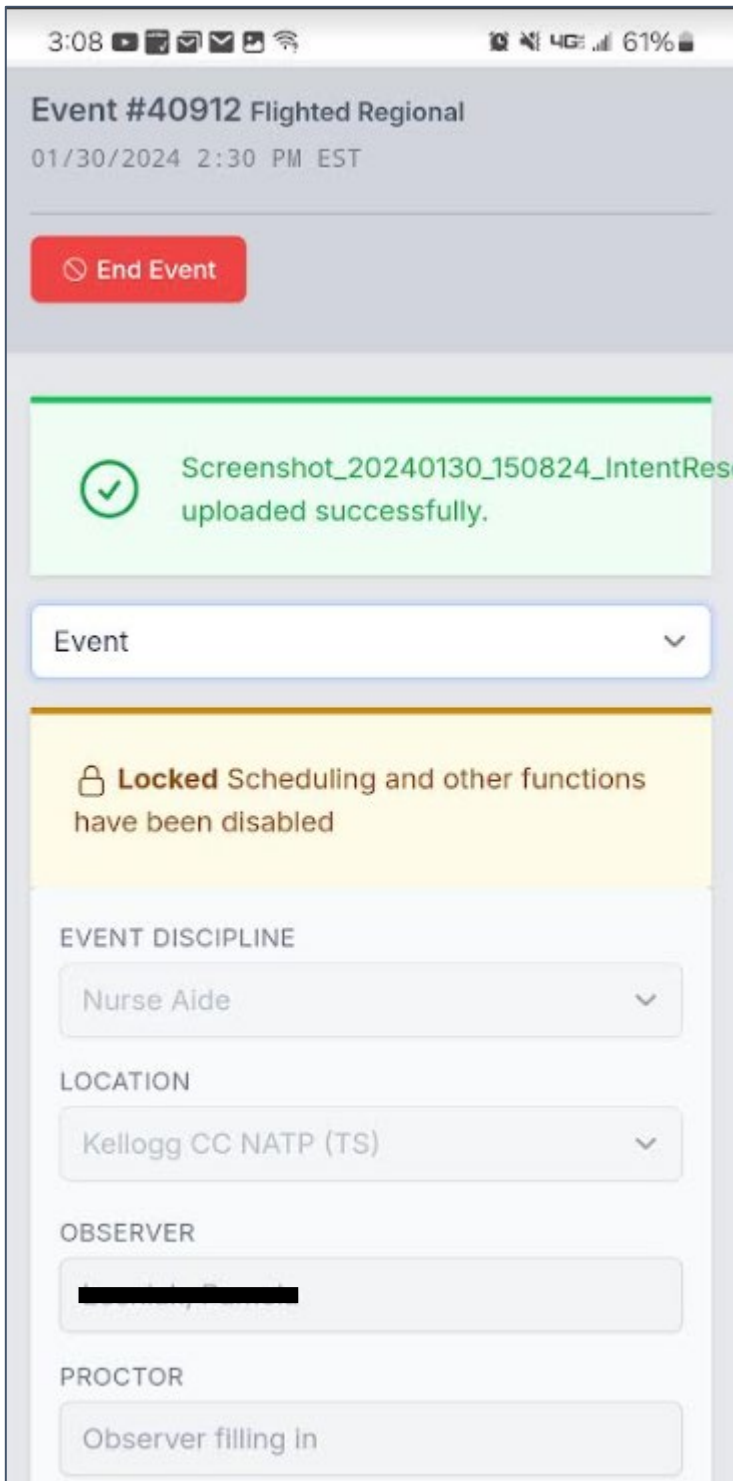 3:08 4G 61%
Event #40912 Flighted Regional
01/30/2024 2:30 PM EST
End Event
Screenshot_20240130_150824_IntentRes
uploaded successfully.
Event
Locked Scheduling and other functions
have been disabled
EVENT DISCIPLINE
Nurse Aide
LOCATION
Kellogg CC NATP (TS)
OBSERVER
PROCTOR
Observer filling in